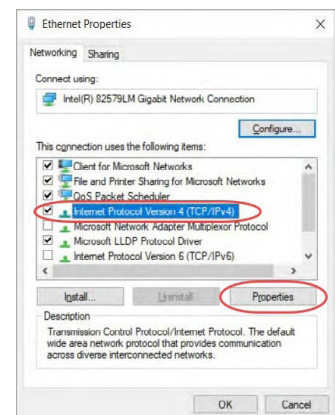 Ethernet Properties
Networking
Sharing
Connect using:
Intel(R) 82579LM Gigabit Network Connection
Configure...
This connection uses the following items:
Client for Microsoft Networks
File and Printer Sharing for Microsoft Networks
QoS Packet Scheduler
Internet Protocol Version 4 (TCP/IPv4)
Microsoft Network Adapter Multiplexor Protocol
Microsoft LLDP Protocol Driver
Internet Protocol Version 6 (TCP/IPv6)
Install...
Uninstall
Properties
Description
Transmission Control Protocol/Internet Protocol. The default
wide area network protocol that provides communication
across diverse interconnected networks.
OK
Cancel